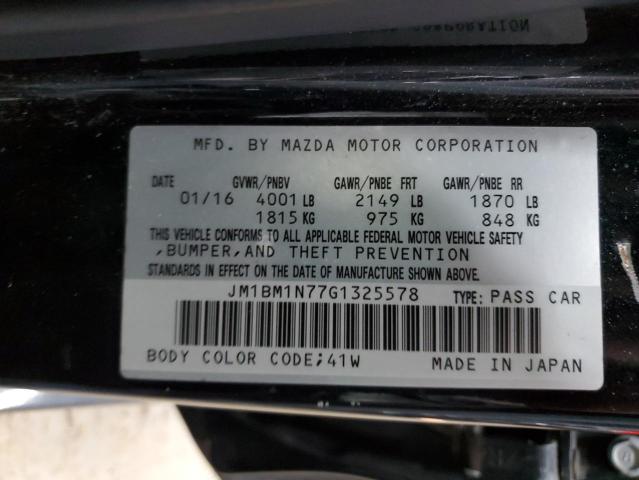 MFD. BY MAZDA MOTOR CORPORATION
DATE GVWR/PNBV GAWR/PNBE FRT GAWR/PNBE RR
01/16 4001 LB 2149 LB 1870 LB
1815 KG 975 KG 848 KG
THIS VEHICLE CONFORMS TO ALL APPLICABLE FEDERAL MOTOR VEHICLE SAFETY
,BUMPER,AND THEFT PREVENTION
STANDARDS IN EFFECT ON THE DATE OF MANUFACTURE SHOWN ABOVE.
JM1BM1N77G1325578 TYPE: PASS CAR
BODY COLOR CODE;41W MADE IN JAPAN